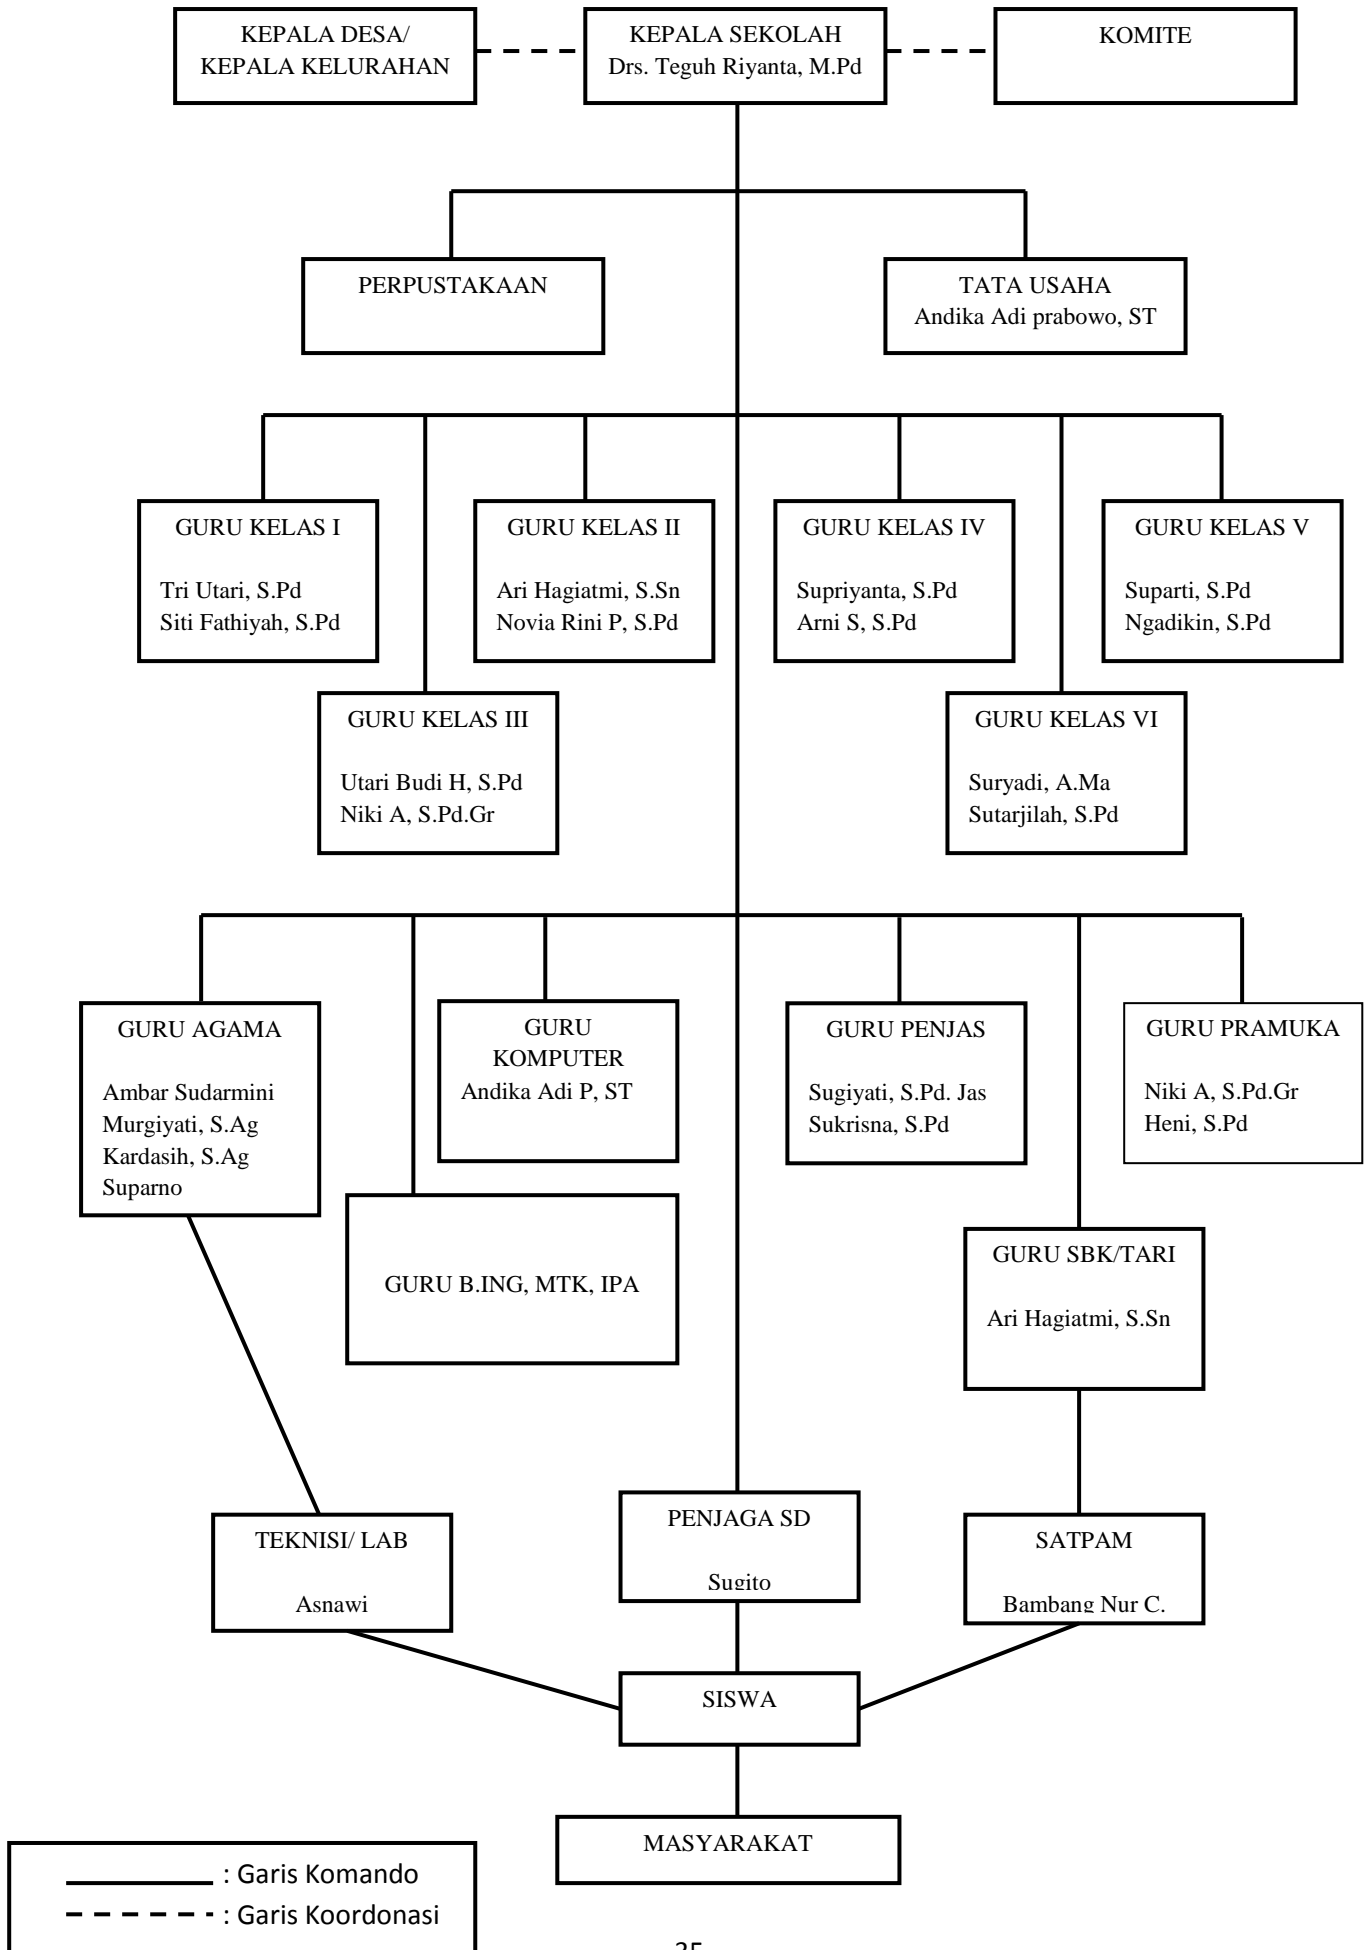 KEPALA DESA/
KEPALA KELURAHAN
KEPALA SEKOLAH
Drs. Teguh Riyanta, M.Pd
KOMITE
PERPUSTAKAAN
TATA USAHA
Andika Adi prabowo, ST
GURU KELAS I
Tri Utari, S.Pd
Siti Fathiyah, S.Pd
GURU KELAS II
Ari Hagiatmi, S.Sn
Novia Rini P, S.Pd
GURU KELAS IV
Supriyanta, S.Pd
Arni S, S.Pd
GURU KELAS V
Suparti, S.Pd
Ngadikin, S.Pd
GURU KELAS III
Utari Budi H, S.Pd
Niki A, S.Pd.Gr
GURU KELAS VI
Suryadi, A.Ma
Sutarjilah, S.Pd
GURU AGAMA
Ambar Sudarmini
Murgiyati, S.Ag
Kardasih, S.Ag
Suparno
GURU
KOMPUTER
Andika Adi P, ST
GURU PENJAS
Sugiyati, S.Pd. Jas
Sukrisna, S.Pd
GURU PRAMUKA
Niki A, S.Pd.Gr
Heni, S.Pd
GURU B.ING, MTK, IPA
GURU SBK/TARI
Ari Hagiatmi, S.Sn
TEKNISI/ LAB
Asnawi
PENJAGA SD
Sugito
SATPAM
Bambang Nur C.
SISWA
MASYARAKAT
: Garis Komando
: Garis Koordonasi